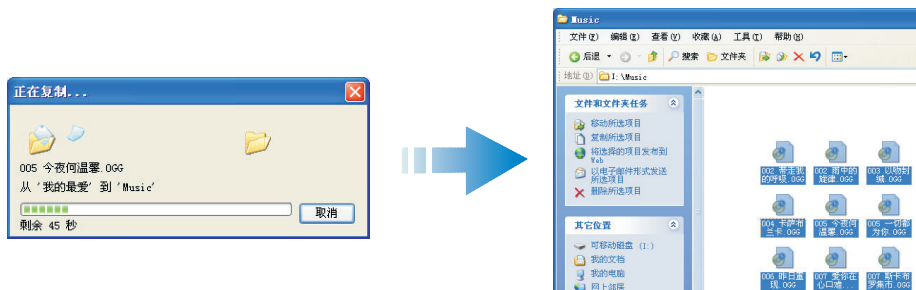 正在复制...
005 今夜何温馨.OGG
从 '我的最爱' 到 'Music'
剩余 45 秒
取消
Music
文件(F) 编辑(E) 查看(V) 收藏(A) 工具(T) 帮助(H)
后退 搜索 文件夹
地址(D) I:\Music
文件和文件夹任务
移动所选项目
复制所选项目
将选择的项目发布到
Web
以电子邮件形式发送
所选项目
删除所选项目
其它位置
可移动磁盘 (I:)
我的文档
我的电脑
网上邻居
002 带走我 002 雨中的 003 以吻封
的呼吸.OGG 旋律.OGG 缄.OGG
004 卡萨布 005 今夜何 005 一切都
兰卡.OGG 温馨.OGG 为你.OGG
006 昨日重 007 爱你在 007 斯卡布
现.OGG 心口难... 罗集市.OGG